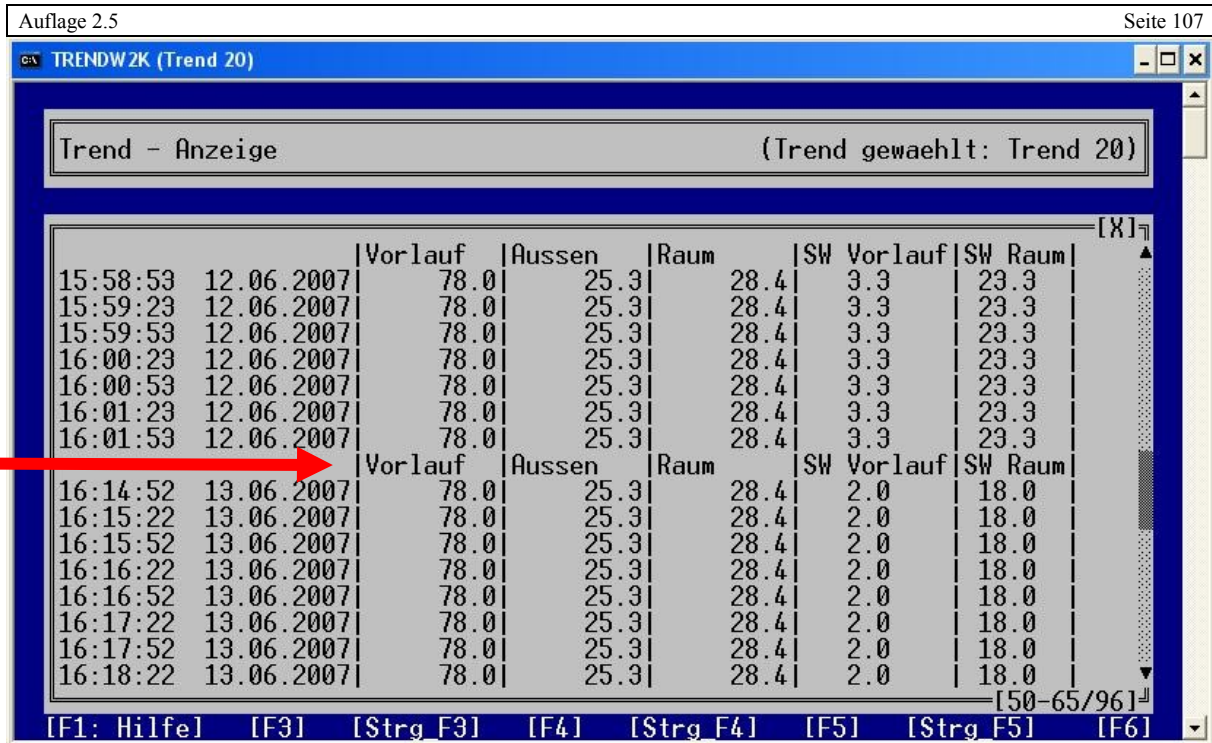 Auflage 2.5 Seite 107
TRENDW2K (Trend 20)
Trend - Anzeige (Trend gewaehlt: Trend 20)
[X]
|Vorlauf |Aussen |Raum |SW Vorlauf|SW Raum|
15:58:53 12.06.2007| 78.0| 25.3| 28.4| 3.3 | 23.3 |
15:59:23 12.06.2007| 78.0| 25.3| 28.4| 3.3 | 23.3 |
15:59:53 12.06.2007| 78.0| 25.3| 28.4| 3.3 | 23.3 |
16:00:23 12.06.2007| 78.0| 25.3| 28.4| 3.3 | 23.3 |
16:00:53 12.06.2007| 78.0| 25.3| 28.4| 3.3 | 23.3 |
16:01:23 12.06.2007| 78.0| 25.3| 28.4| 3.3 | 23.3 |
16:01:53 12.06.2007| 78.0| 25.3| 28.4| 3.3 | 23.3 |
|Vorlauf |Aussen |Raum |SW Vorlauf|SW Raum|
16:14:52 13.06.2007| 78.0| 25.3| 28.4| 2.0 | 18.0 |
16:15:22 13.06.2007| 78.0| 25.3| 28.4| 2.0 | 18.0 |
16:15:52 13.06.2007| 78.0| 25.3| 28.4| 2.0 | 18.0 |
16:16:22 13.06.2007| 78.0| 25.3| 28.4| 2.0 | 18.0 |
16:16:52 13.06.2007| 78.0| 25.3| 28.4| 2.0 | 18.0 |
16:17:22 13.06.2007| 78.0| 25.3| 28.4| 2.0 | 18.0 |
16:17:52 13.06.2007| 78.0| 25.3| 28.4| 2.0 | 18.0 |
16:18:22 13.06.2007| 78.0| 25.3| 28.4| 2.0 | 18.0 |
[50-65/96]
[F1: Hilfe] [F3] [Strg_F3] [F4] [Strg_F4] [F5] [Strg_F5] [F6]